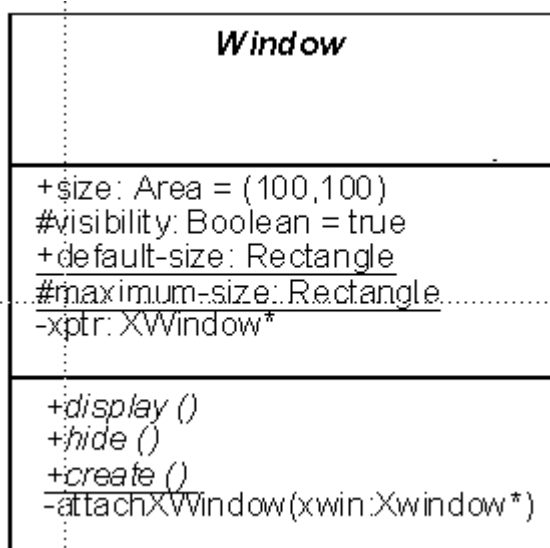 Window
+size: Area = (100,100)
#visibility: Boolean = true
+default-size: Rectangle
#maximum-size: Rectangle
-xptr: XWindow*
+display ()
+hide ()
+create ()
-attachXWindow(xwin:Xwindow*)